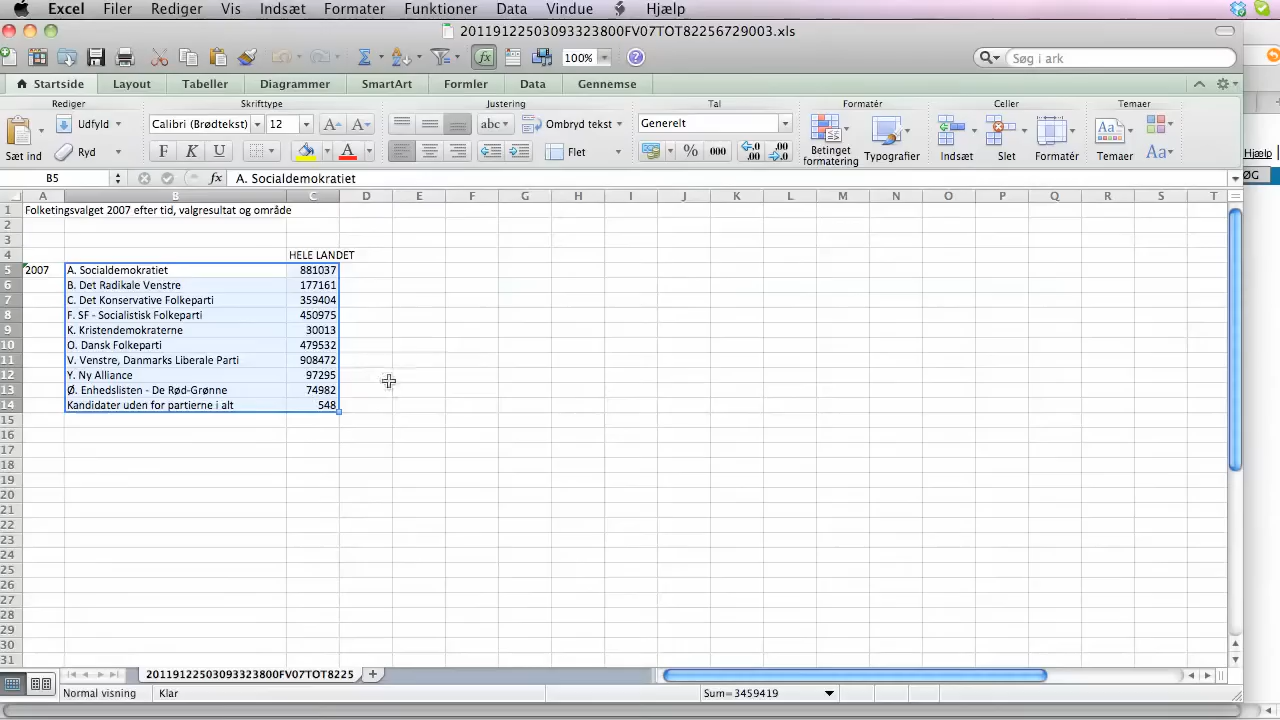 Excel Filer Rediger Vis Indsæt Formater Funktioner Data Vindue Hjælp
20119122503093323800FV07TOT82256729003.xls
100% Søg i ark
Startside Layout Tabeller Diagrammer SmartArt Formler Data Gennemse
Rediger Skrifttype Justering Tal Formatér Celler Temaer
Sæt ind Udfyld Ryd
Calibri (Brødtekst) 12
F K U A
abc Ombryd tekst Flet
Generelt
% 000
Betinget formatering Typografier
Indsæt Slet Formatér
Temaer Aa
Hjælp
ØG
B5 fx A. Socialdemokratiet
A B C D E F G H I J K L M N O P Q R S T
1 Folketingsvalget 2007 efter tid, valgresultat og område
2
3
4 HELE LANDET
5 2007 A. Socialdemokratiet 881037
6 B. Det Radikale Venstre 177161
7 C. Det Konservative Folkeparti 359404
8 F. SF - Socialistisk Folkeparti 450975
9 K. Kristendemokraterne 30013
10 O. Dansk Folkeparti 479532
11 V. Venstre, Danmarks Liberale Parti 908472
12 Y. Ny Alliance 97295
13 Ø. Enhedslisten - De Rød-Grønne 74982
14 Kandidater uden for partierne i alt 548
15
16
17
18
19
20
21
22
23
24
25
26
27
28
29
30
31
20119122503093323800FV07TOT8225
Normal visning Klar Sum=3459419